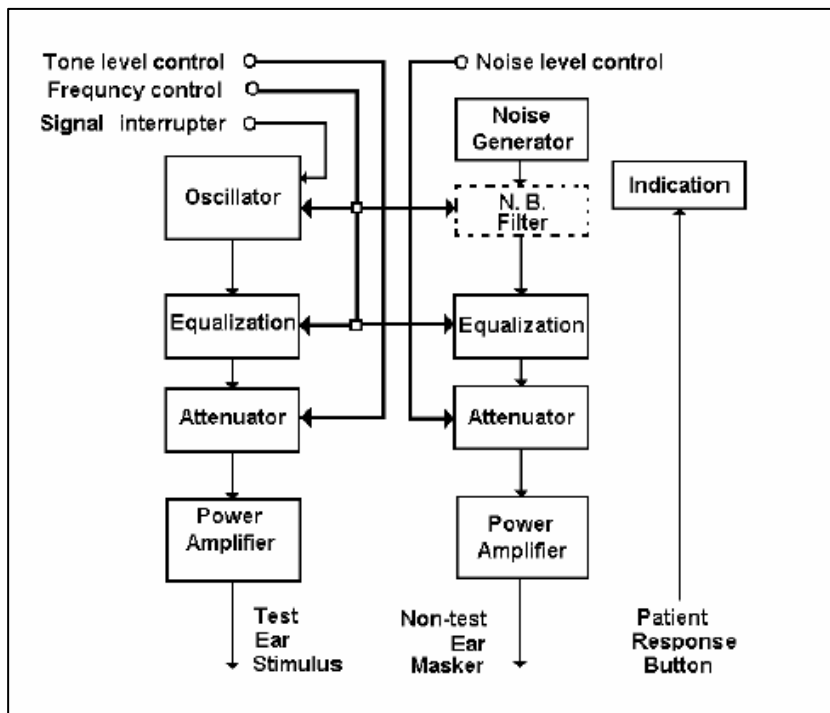 Tone level control
Frequncy control
Signal interrupter
Noise level control
Noise
Generator
Oscillator
N. B.
Filter
Indication
Equalization
Equalization
Attenuator
Attenuator
Power
Amplifier
Power
Amplifier
Test
Ear
Stimulus
Non-test
Ear
Masker
Patient
Response
Button